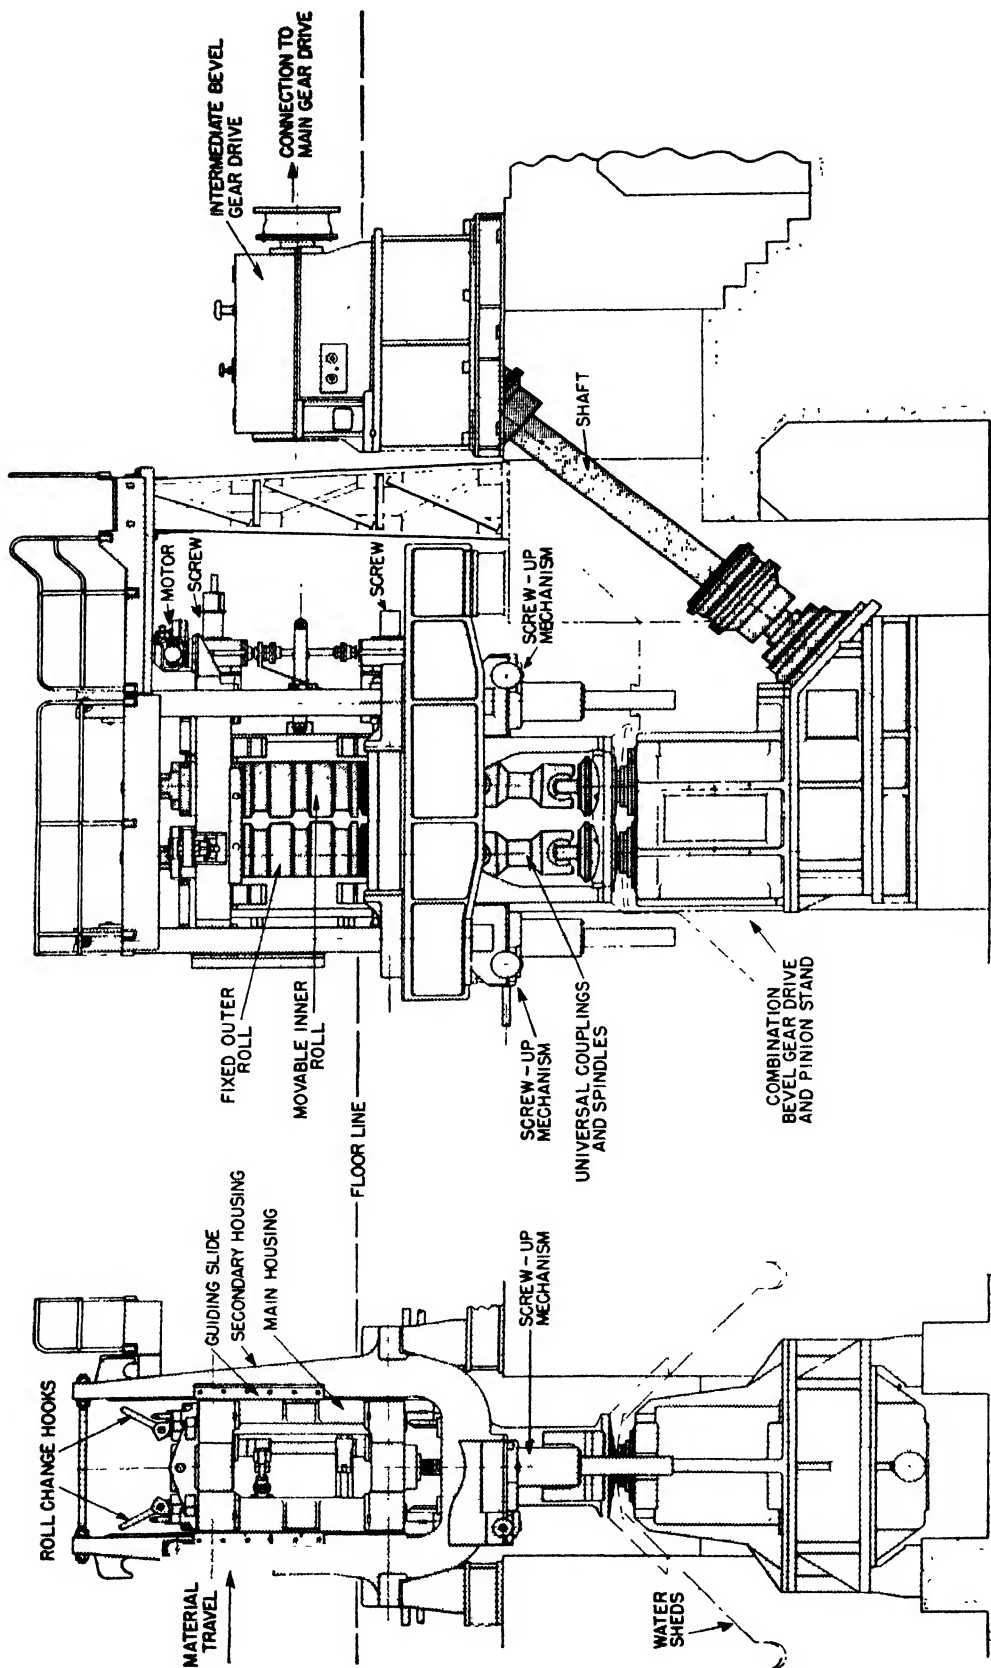 ROLL CHANGE HOOKS
MATERIAL
TRAVEL
GUIDING SLIDE
SECONDARY HOUSING
MAIN HOUSING
FLOOR LINE
SCREW-UP
MECHANISM
WATER
SHEDS
FIXED OUTER
ROLL
MOVABLE INNER
ROLL
SCREW-UP
MECHANISM
UNIVERSAL COUPLINGS
AND SPINDLES
COMBINATION
BEVEL GEAR DRIVE
AND PINION STAND
MOTOR
SCREW
SCREW
SCREW-UP
MECHANISM
SHAFT
INTERMEDIATE BEVEL
GEAR DRIVE
CONNECTION TO
MAIN GEAR DRIVE